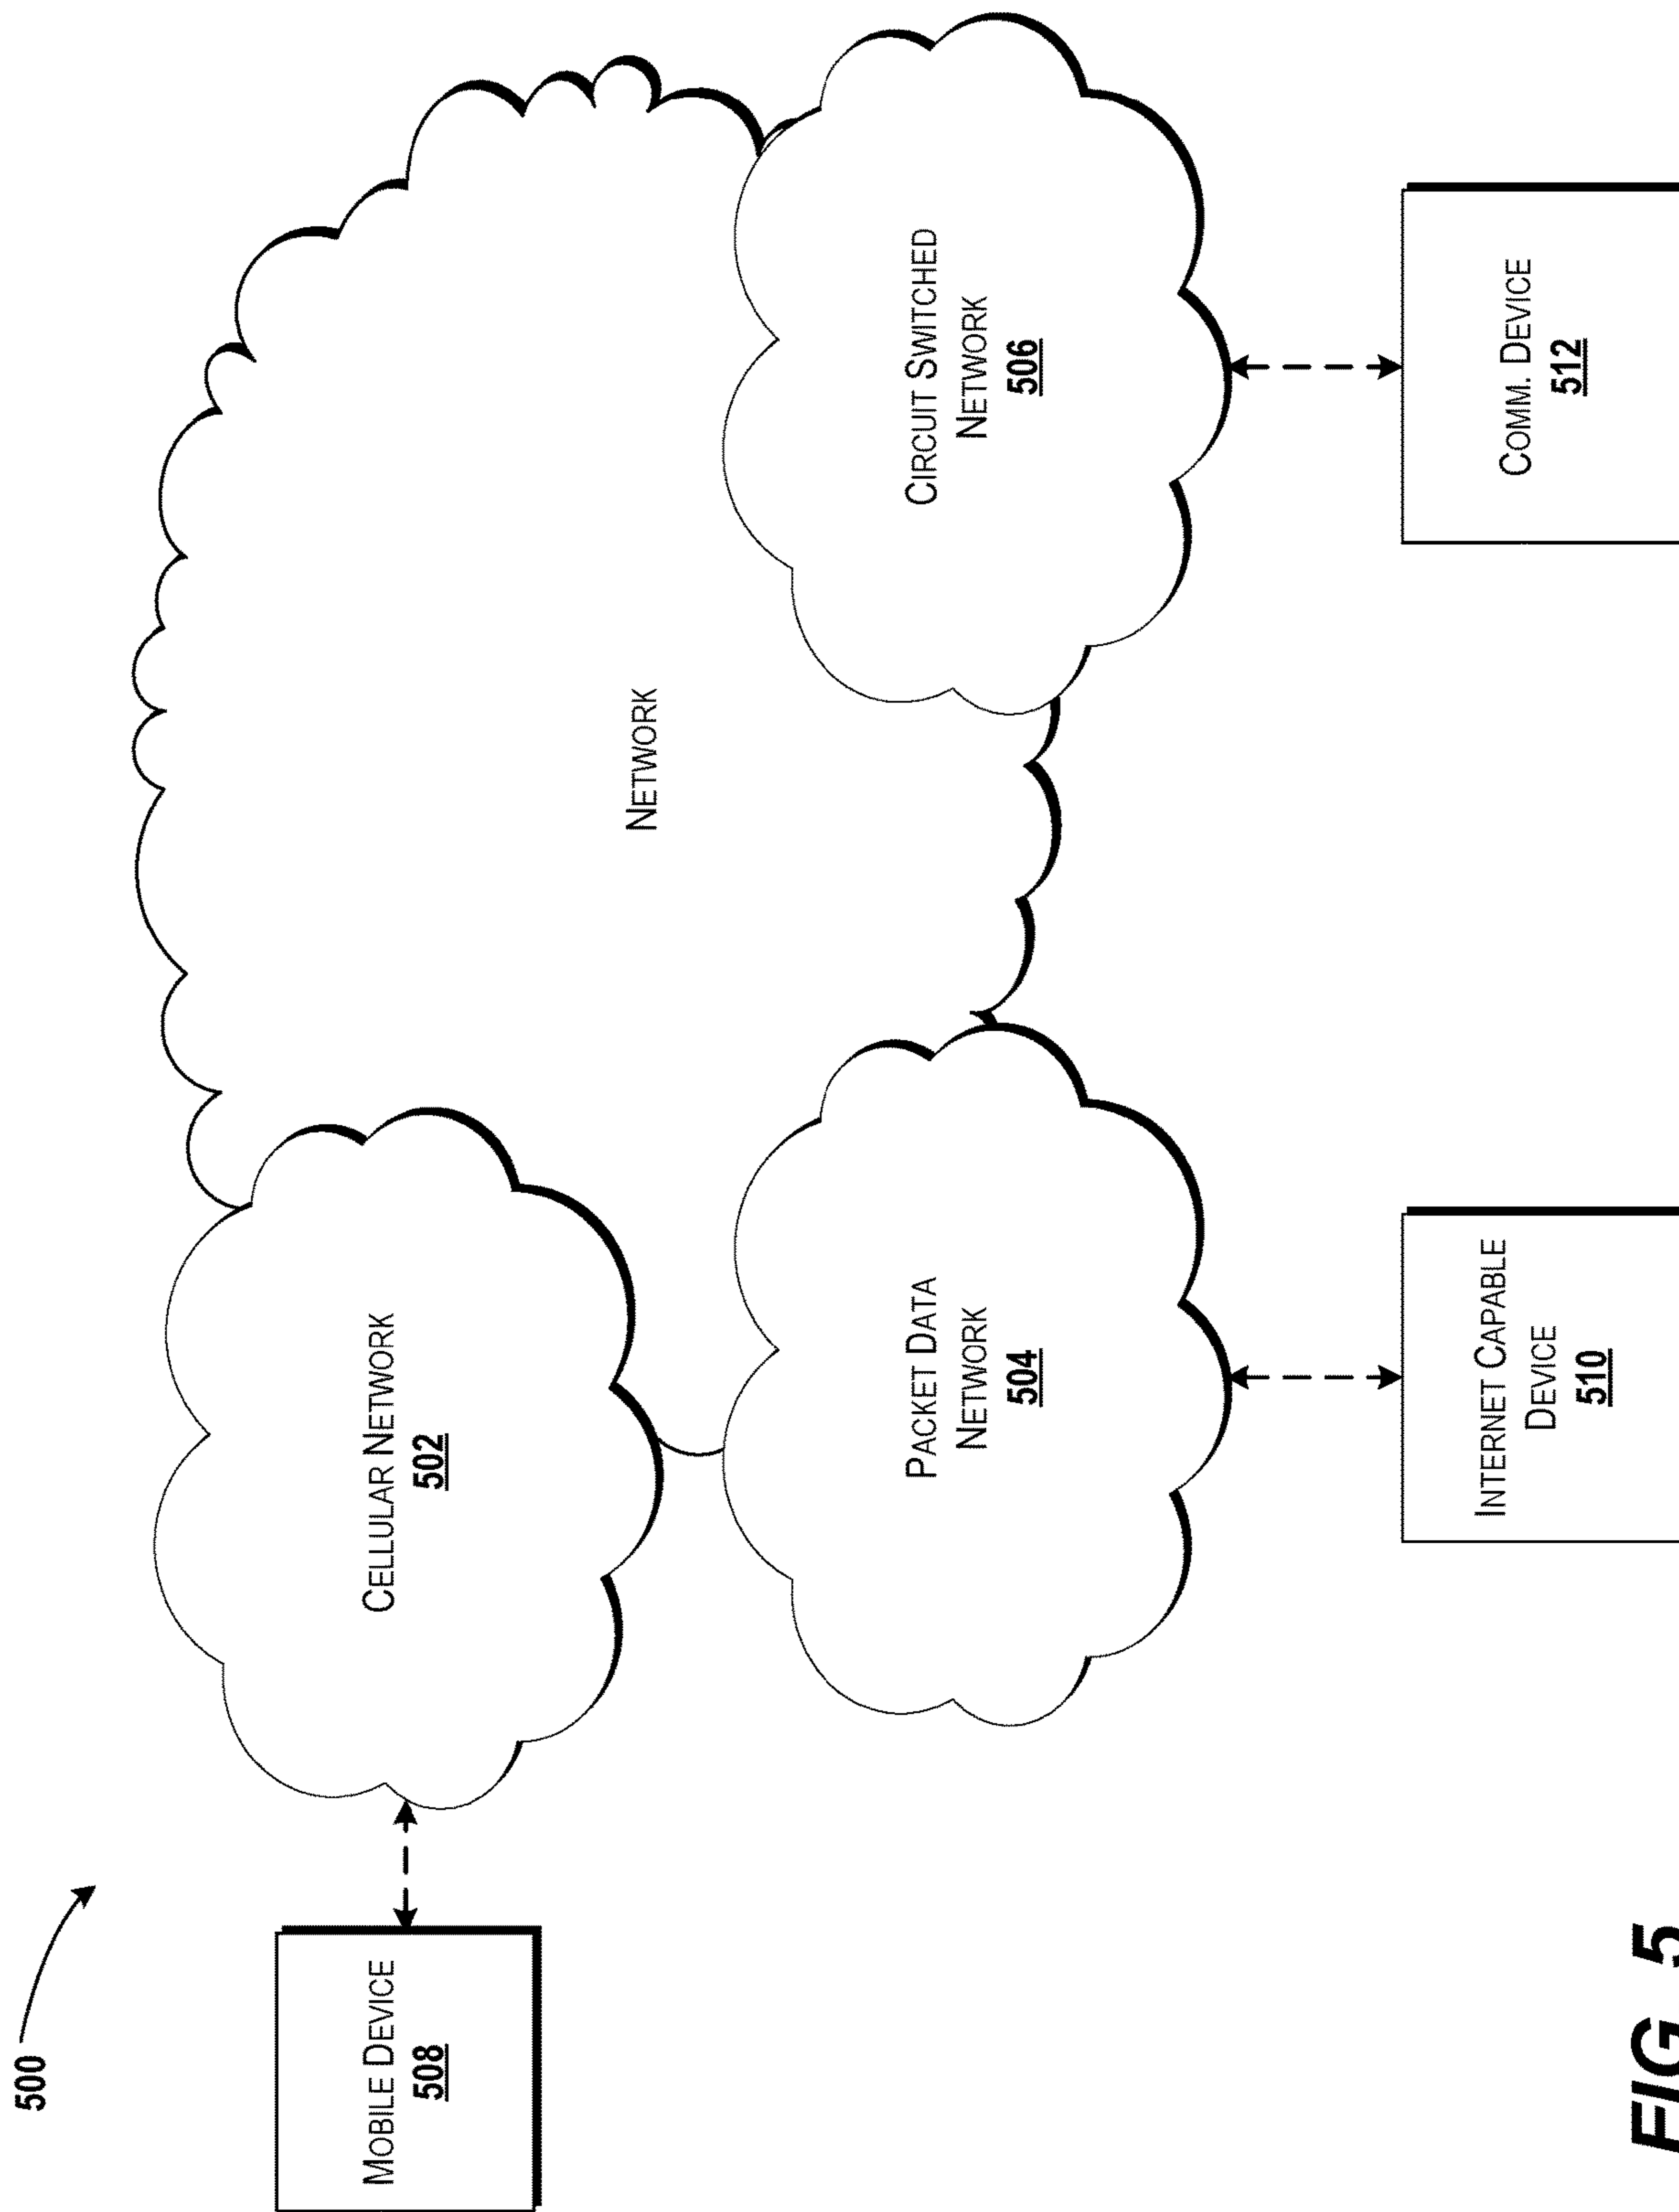 500
MOBILE DEVICE
508
CELLULAR NETWORK
502
NETWORK
PACKET DATA
NETWORK
504
CIRCUIT SWITCHED
NETWORK
506
INTERNET CAPABLE
DEVICE
510
COMM. DEVICE
512
FIG. 5